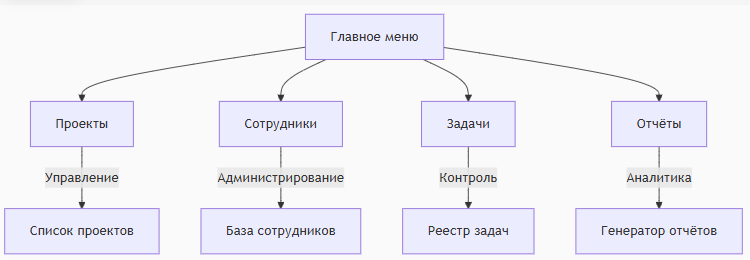 Главное меню
Проекты
Сотрудники
Задачи
Отчёты
Управление
Администрирование
Контроль
Аналитика
Список проектов
База сотрудников
Реестр задач
Генератор отчётов